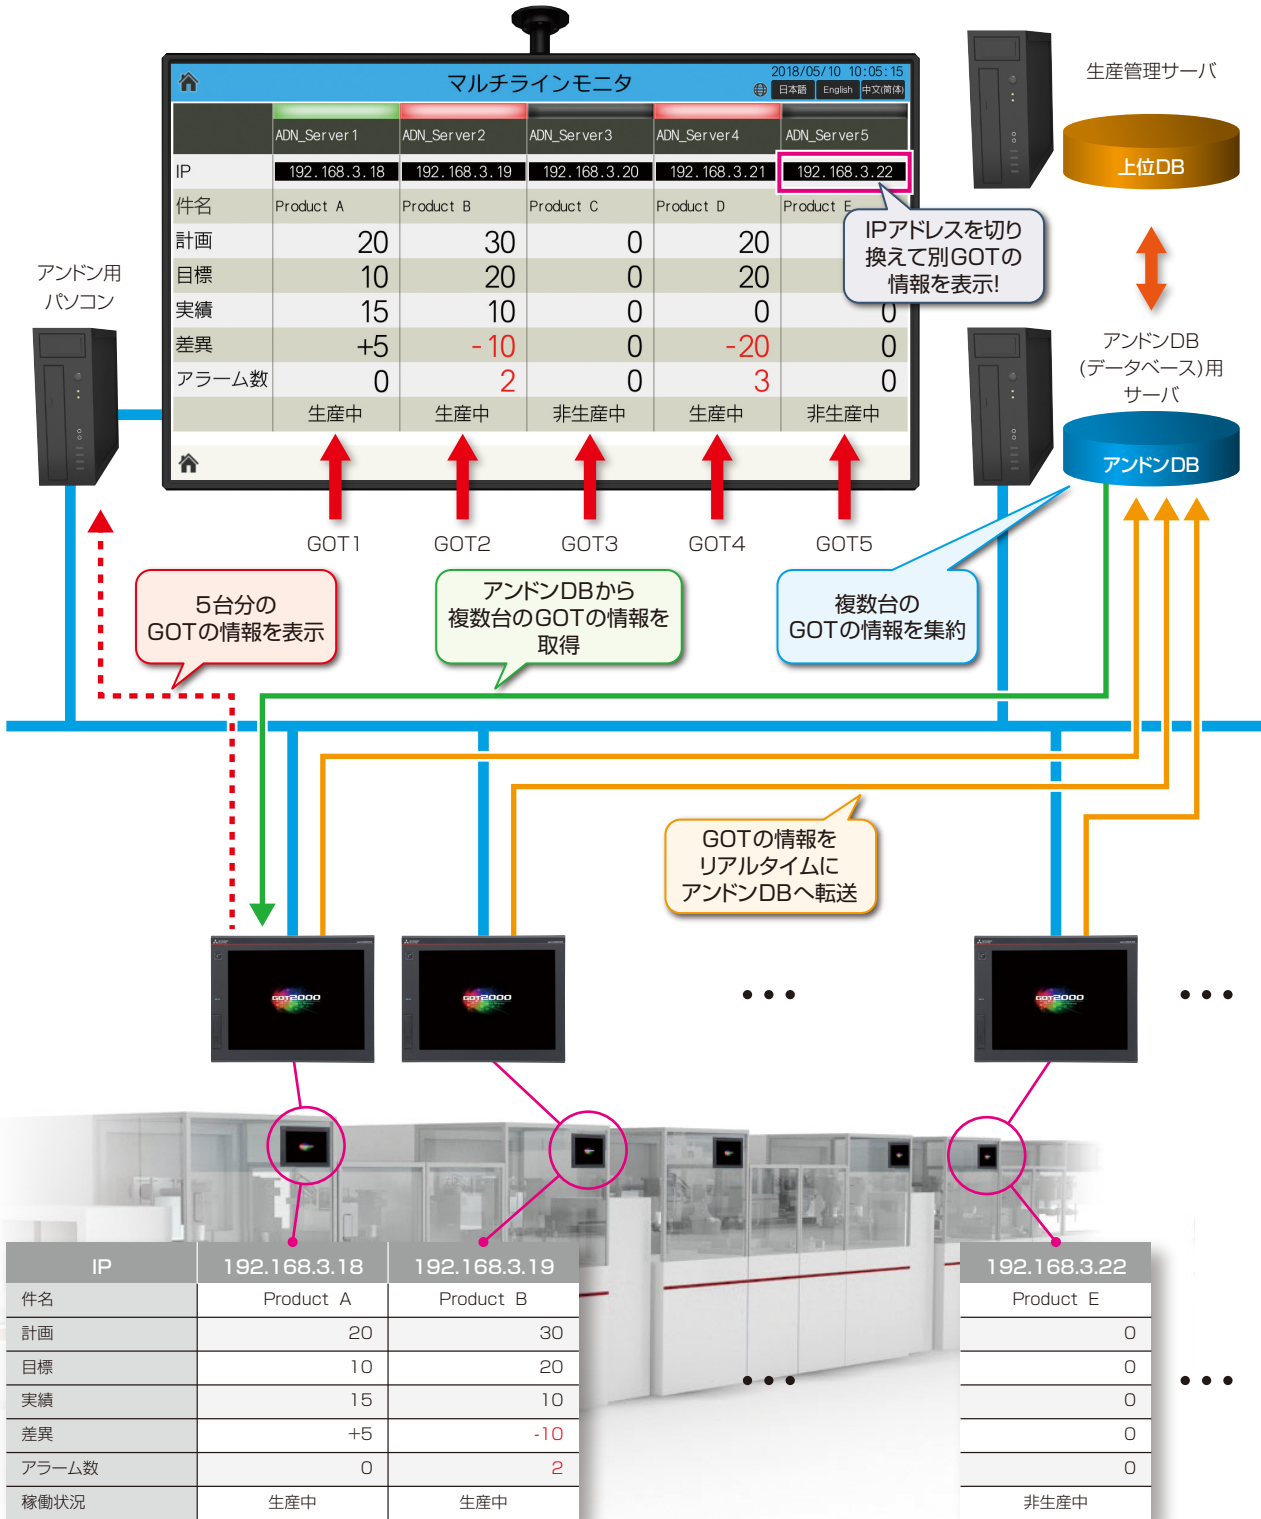 マルチラインモニタ
2018/05/10 10:05:15
日本語 English 中文(简体)
ADN_Server1 ADN_Server2 ADN_Server3 ADN_Server4 ADN_Server5
IP 192.168.3.18 192.168.3.19 192.168.3.20 192.168.3.21 192.168.3.22
件名 Product A Product B Product C Product D Product E
計画 20 30 0 20
目標 10 20 0 20
実績 15 10 0 0 0
差異 +5 -10 0 -20 0
アラーム数 0 2 0 3 0
生産中 生産中 非生産中 生産中 非生産中
IPアドレスを切り
換えて別GOTの
情報を表示!
生産管理サーバ
上位DB
アンドン用
パソコン
アンドンDB
(データベース)用
サーバ
アンドンDB
GOT1 GOT2 GOT3 GOT4 GOT5
5台分の
GOTの情報を表示
アンドンDBから
複数台のGOTの情報を
取得
複数台の
GOTの情報を集約
GOTの情報を
リアルタイムに
アンドンDBへ転送
GOT2000 GOT2000 GOT2000
••• •••
IP 192.168.3.18 192.168.3.19 192.168.3.22
件名 Product A Product B Product E
計画 20 30 0
目標 10 20 0
実績 15 10 0
差異 +5 -10 0
アラーム数 0 2 0
稼働状況 生産中 生産中 非生産中
••• •••